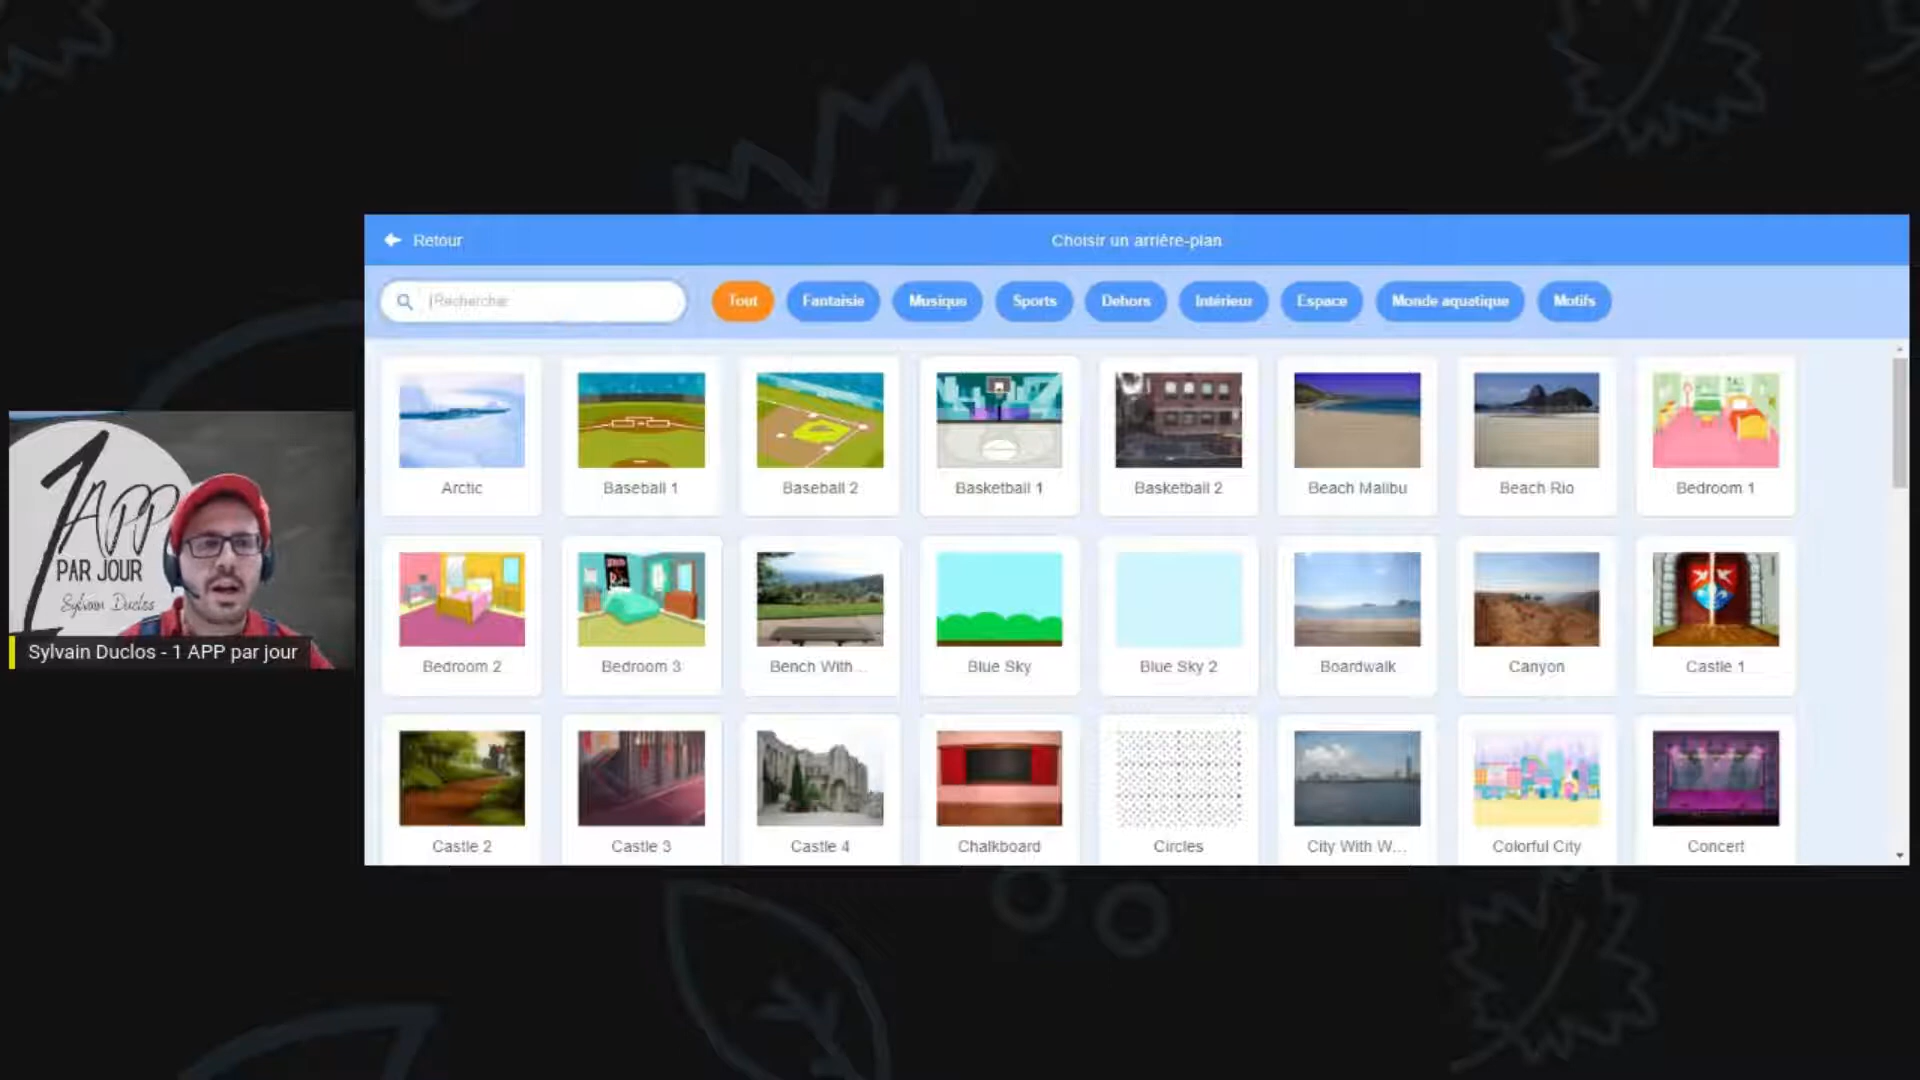 Retour
Choisir un arrière-plan
Rechercher
Tout
Fantaisie
Musique
Sports
Dehors
Intérieur
Espace
Monde aquatique
Motifs
Arctic
Baseball 1
Baseball 2
Basketball 1
Basketball 2
Beach Malibu
Beach Rio
Bedroom 1
1 APP
PAR JOUR
Sylvain Duclos
Sylvain Duclos - 1 APP par jour
Bedroom 2
Bedroom 3
Bench With ...
Blue Sky
Blue Sky 2
Boardwalk
Canyon
Castle 1
Castle 2
Castle 3
Castle 4
Chalkboard
Circles
City With W...
Colorful City
Concert